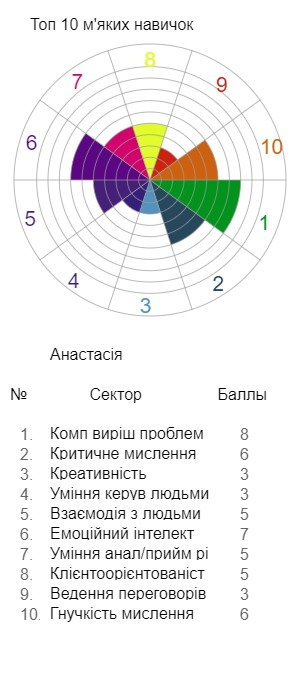 Топ 10 м'яких навичок
8
7
9
6
10
5
1
4
2
3
Анастасія
№ Сектор Баллы
1. Комп виріш проблем 8
2. Критичне мислення 6
3. Креативність 3
4. Уміння керув людьми 3
5. Взаємодія з людьми 5
6. Емоційний інтелект 7
7. Уміння анал/прийм рі 5
8. Клієнтоорієнтованіст 5
9. Ведення переговорів 3
10. Гнучкість мислення 6